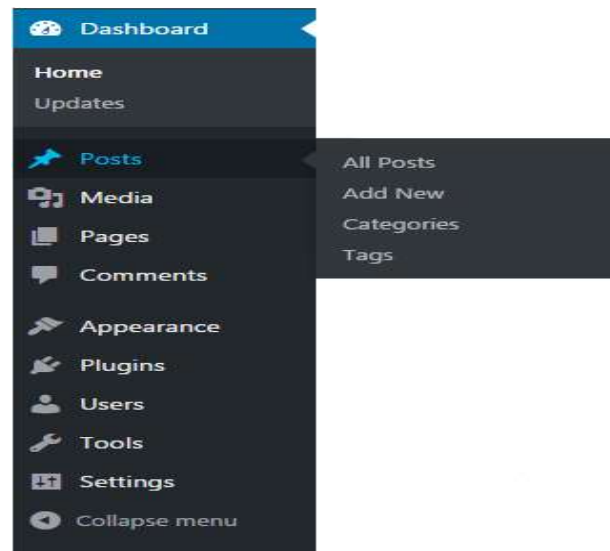 Dashboard
Home
Updates
Posts
All Posts
Add New
Categories
Tags
Media
Pages
Comments
Appearance
Plugins
Users
Tools
Settings
Collapse menu